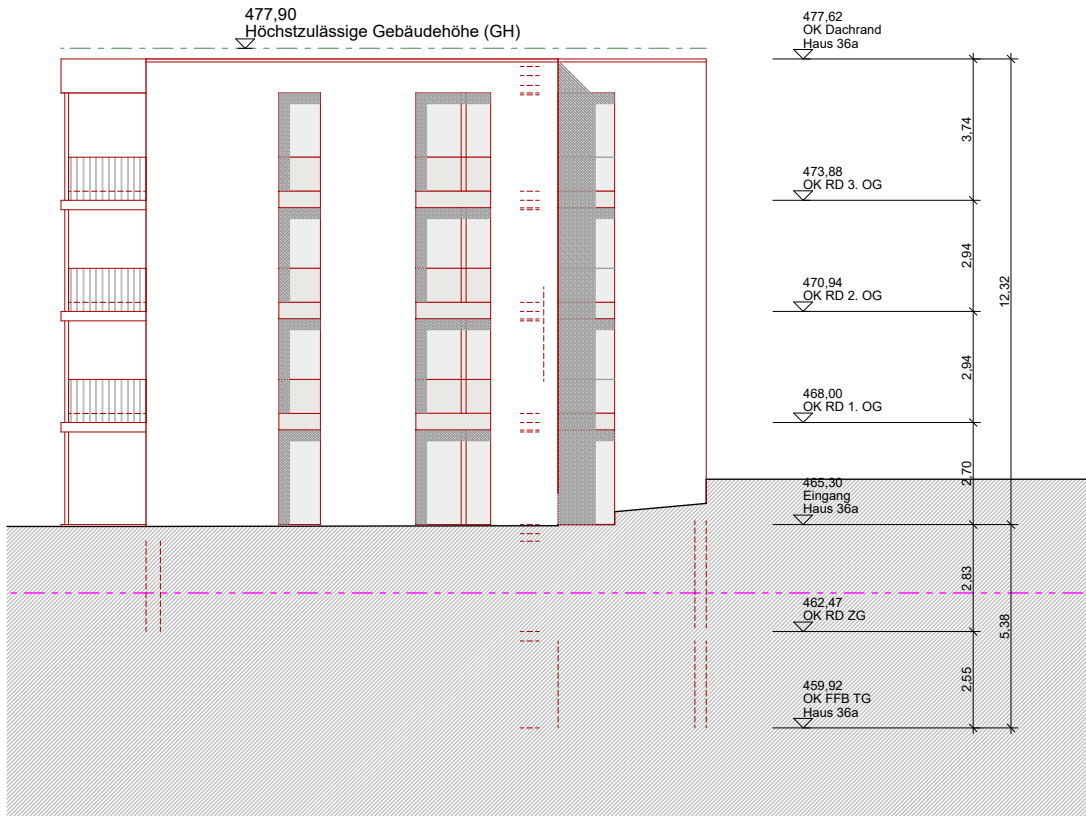 477,90
Höchstzulässige Gebäudehöhe (GH)
477,62
OK Dachrand
Haus 36a
3,74
473,88
OK RD 3. OG
2,94
12,32
470,94
OK RD 2. OG
2,94
468,00
OK RD 1. OG
2,70
465,30
Eingang
Haus 36a
2,83
462,47
OK RD ZG
5,38
2,55
459,92
OK FFB TG
Haus 36a